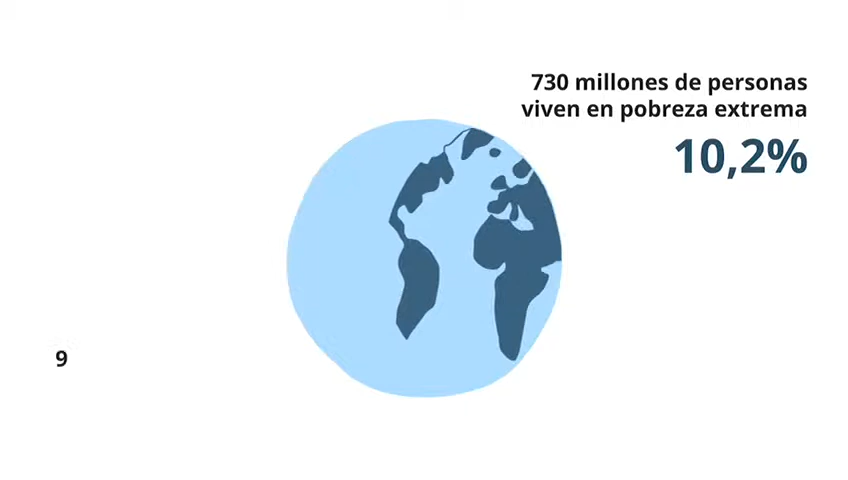 730 millones de personas
viven en pobreza extrema
10,2%
9